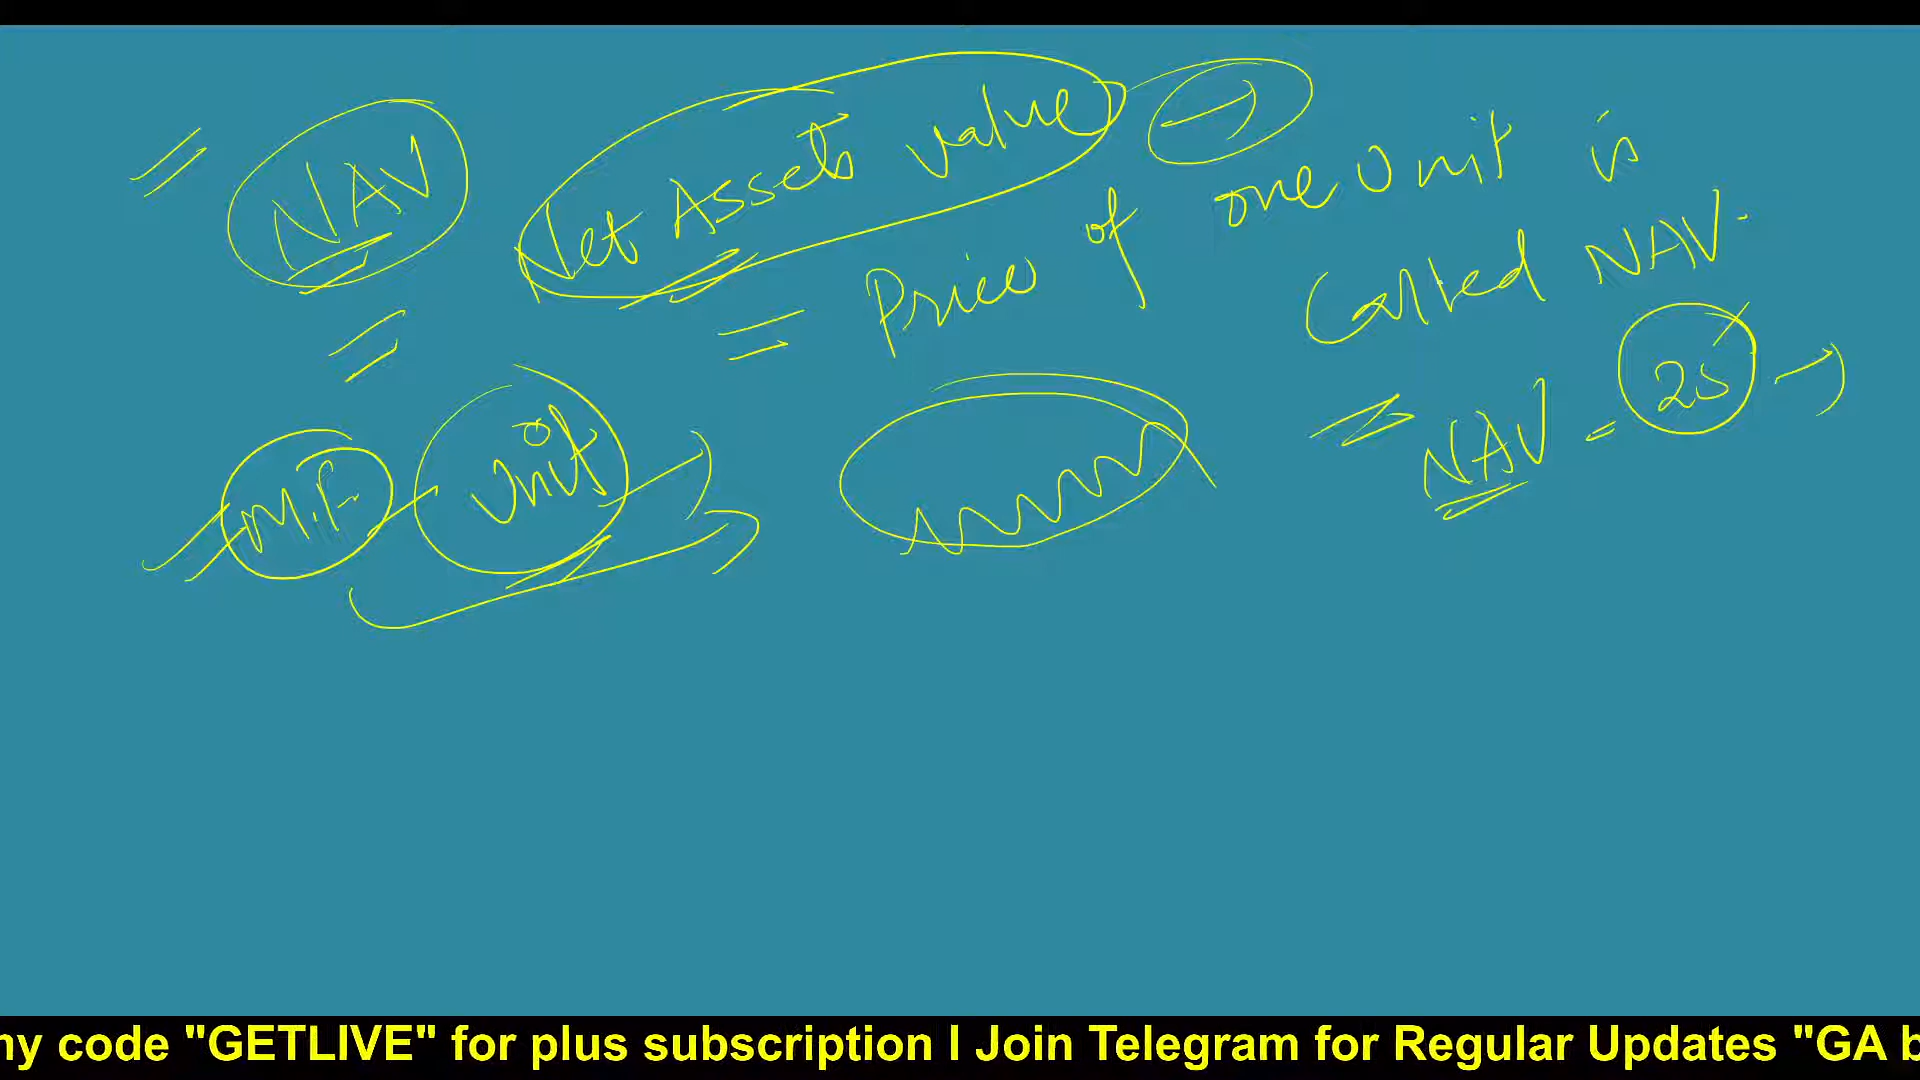 = NAV Net Assets value →
= Price of one Unit is
called NAV.
= NAV = 25 →
= M.F. Unit
ny code "GETLIVE" for plus subscription I Join Telegram for Regular Updates "GA b